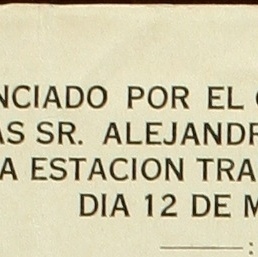 NCIADO POR EL
AS SR. ALEJANDR
A ESTACION TRA
DIA 12 DE M